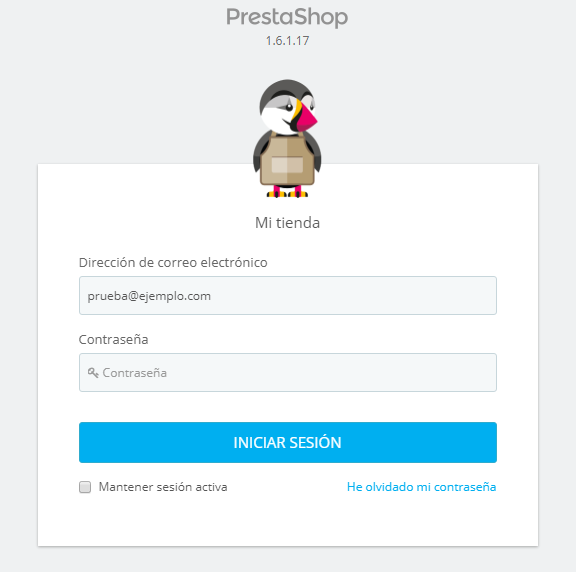 PrestaShop
1.6.1.17
Mi tienda
Dirección de correo electrónico
prueba@ejemplo.com
Contraseña
Contraseña
INICIAR SESIÓN
Mantener sesión activa He olvidado mi contraseña